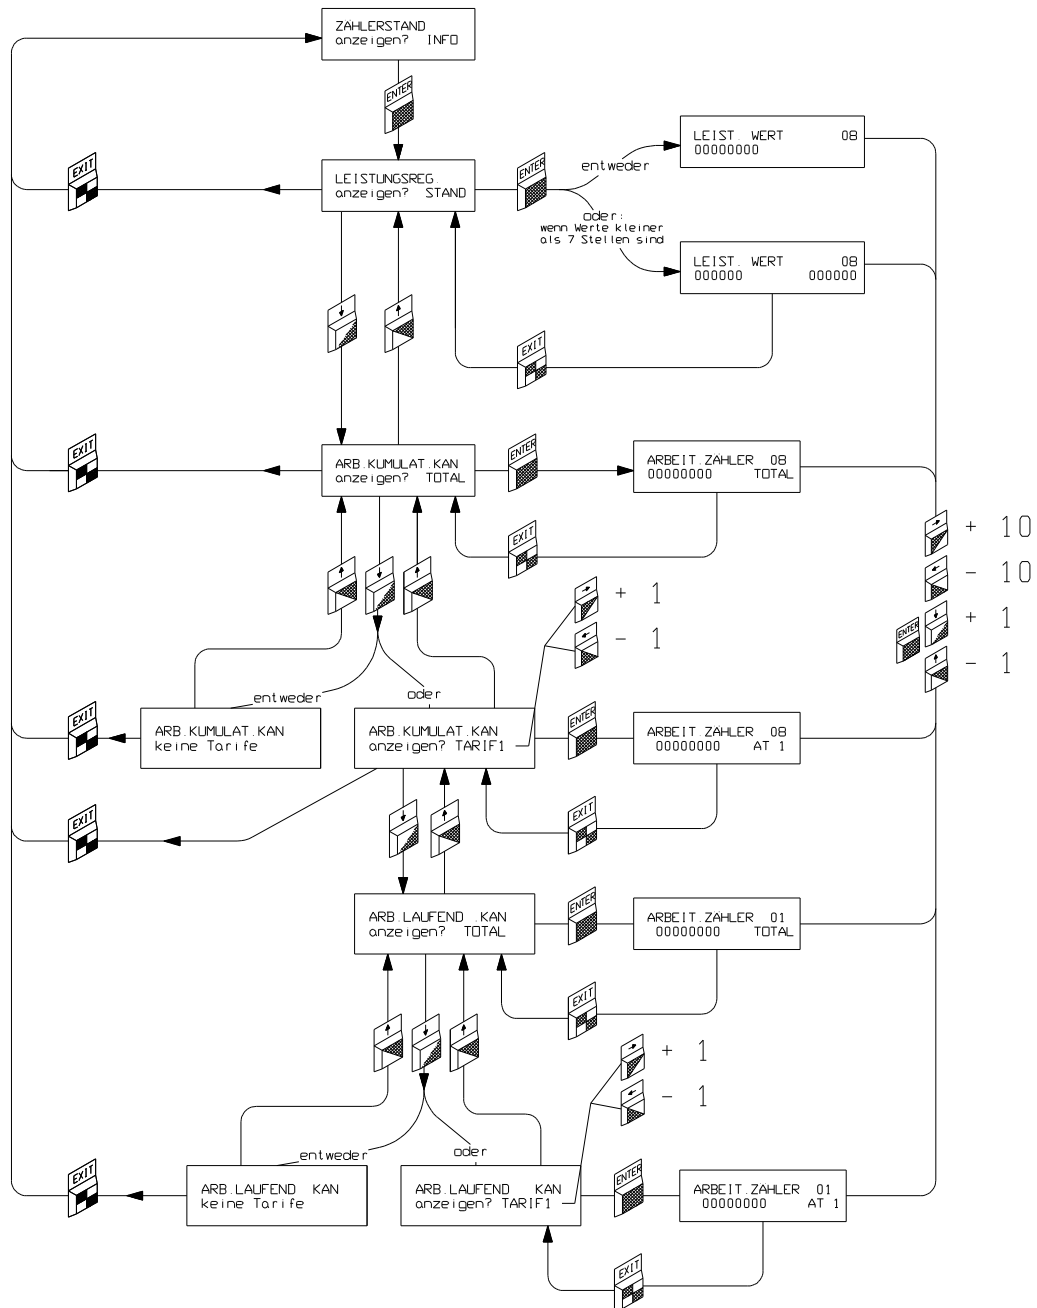 ZÄHLERSTAND
anzeigen? INFO
ENTER
LEIST. WERT 08
00000000
EXIT
LEISTUNGSREG.
anzeigen? STAND
ENTER
entweder
oder:
wenn Werte kleiner
als 7 Stellen sind
LEIST. WERT 08
000000 000000
EXIT
EXIT
ARB.KUMULAT.KAN
anzeigen? TOTAL
ENTER
ARBEIT.ZÄHLER 08
00000000 TOTAL
EXIT
+ 10
- 10
+ 1
ENTER
- 1
+ 1
- 1
entweder
oder
EXIT
ARB.KUMULAT.KAN
keine Tarife
ARB.KUMULAT.KAN
anzeigen? TARIF1
ENTER
ARBEIT.ZÄHLER 08
00000000 AT 1
EXIT
EXIT
ARB.LAUFEND .KAN
anzeigen? TOTAL
ENTER
ARBEIT.ZÄHLER 01
00000000 TOTAL
EXIT
+ 1
- 1
entweder
oder
EXIT
ARB.LAUFEND KAN
keine Tarife
ARB.LAUFEND KAN
anzeigen? TARIF1
ENTER
ARBEIT.ZÄHLER 01
00000000 AT 1
EXIT